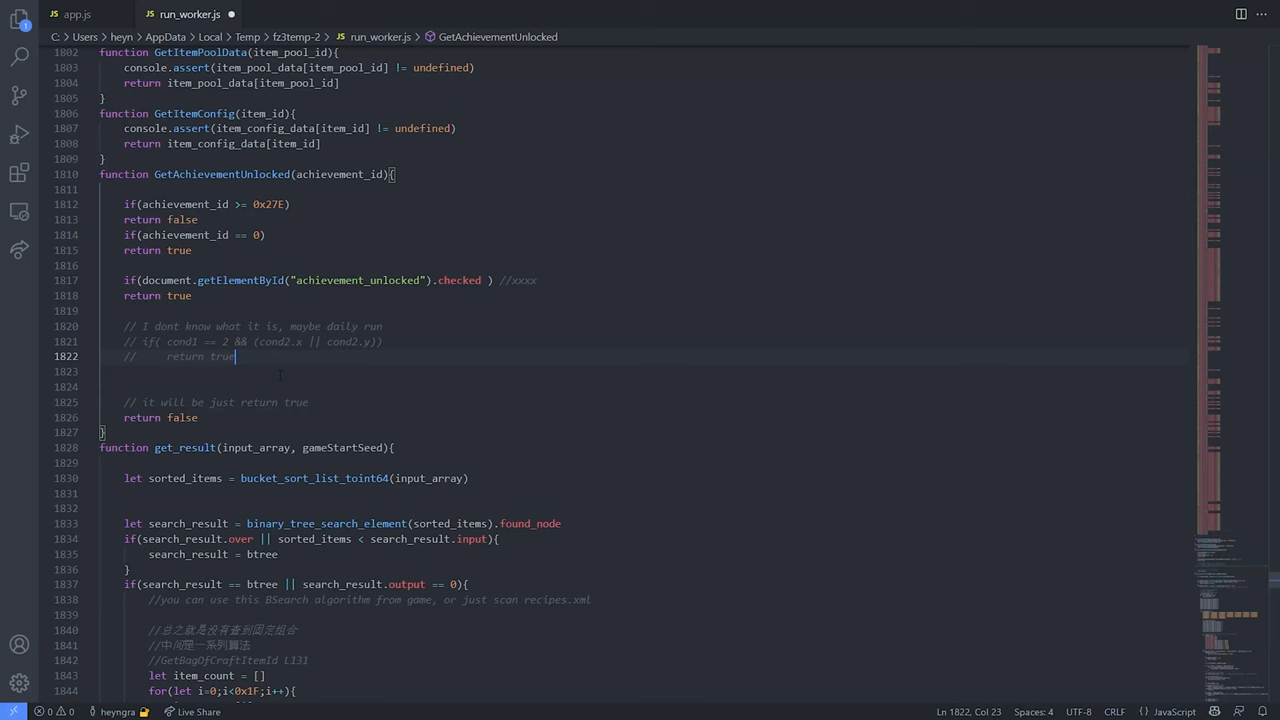 JS app.js
JS run_worker.js
C: > Users > heyn > AppData > Local > Temp > fz3temp-2 > JS run_worker.js > GetAchievementUnlocked
1802 function GetItemPoolData(item_pool_id){
1803 console.assert(item_pool_data[item_pool_id] != undefined)
1804 return item_pool_data[item_pool_id]
1805 }
1806 function GetItemConfig(item_id){
1807 console.assert(item_config_data[item_id] != undefined)
1808 return item_config_data[item_id]
1809 }
1810 function GetAchievementUnlocked(achievement_id){
1811
1812 if(achievement_id >= 0x27E)
1813 return false
1814 if(achievement_id == 0)
1815 return true
1816
1817 if(document.getElementById("achievement_unlocked").checked ) //xxxx
1818 return true
1819
1820 // I dont know what it is, maybe daily run
1821 // if( cond1 == 2 && (cond2.x || cond2.y))
1822 // return true
1823
1824
1825 // it will be just return true
1826 return false
1827 }
1828 function get_result(input_array, gameStartSeed){
1829
1830 let sorted_items = bucket_sort_list_toint64(input_array)
1831
1832
1833 let search_result = binary_tree_search_element(sorted_items).found_node
1834 if(search_result.over || sorted_items < search_result.input){
1835 search_result = btree
1836 }
1837 if(search_result == btree || search_result.output == 0){
1838 //you can use this BSearch algorithm from game, or just scan recipes.xml
1839
1840 //总之就是没有查到固定组合
1841 //中间是一系列算法
1842 //GetBagOfCraftItemId L131
1843 let item_count = []
1844 for(let i=0;i<0x1F;i++){
1
0 0 heyngra Live Share Ln 1822, Col 23 Spaces: 4 UTF-8 CRLF {} JavaScript